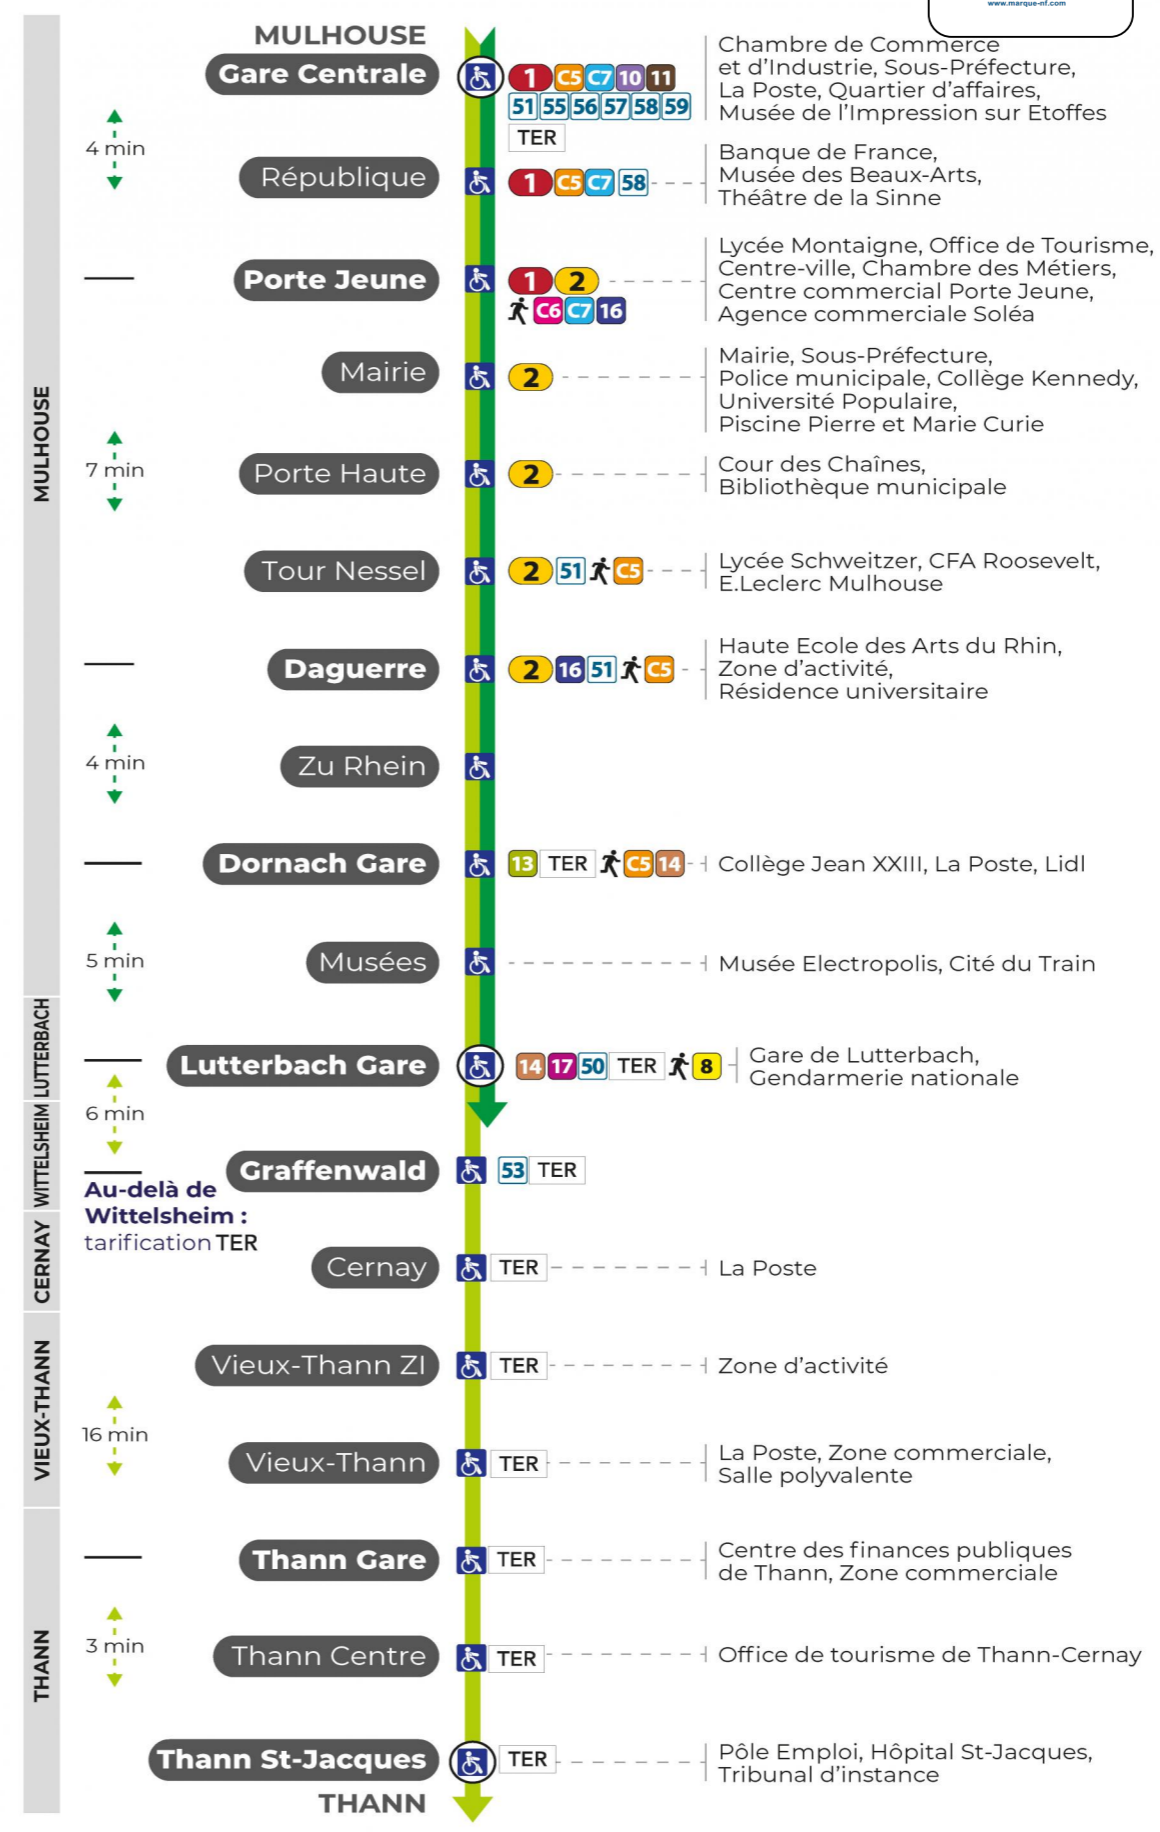 www.marque-nf.com
MULHOUSE
Gare Centrale
1 C5 C7 10 11
51 55 56 57 58 59
TER
Chambre de Commerce
et d'Industrie, Sous-Préfecture,
La Poste, Quartier d'affaires,
Musée de l'Impression sur Etoffes
4 min
République
1 C5 C7 58
Banque de France,
Musée des Beaux-Arts,
Théâtre de la Sinne
Porte Jeune
1 2
C6 C7 16
Lycée Montaigne, Office de Tourisme,
Centre-ville, Chambre des Métiers,
Centre commercial Porte Jeune,
Agence commerciale Soléa
MULHOUSE
Mairie
2
Mairie, Sous-Préfecture,
Police municipale, Collège Kennedy,
Université Populaire,
Piscine Pierre et Marie Curie
7 min
Porte Haute
2
Cour des Chaînes,
Bibliothèque municipale
Tour Nessel
2 51 C5
Lycée Schweitzer, CFA Roosevelt,
E.Leclerc Mulhouse
Daguerre
2 16 51 C5
Haute Ecole des Arts du Rhin,
Zone d'activité,
Résidence universitaire
4 min
Zu Rhein
Dornach Gare
13 TER C5 14
Collège Jean XXIII, La Poste, Lidl
5 min
Musées
Musée Electropolis, Cité du Train
LUTTERBACH
Lutterbach Gare
14 17 50 TER 8
Gare de Lutterbach,
Gendarmerie nationale
6 min
WITTELSHEIM
Graffenwald
53 TER
Au-delà de
Wittelsheim :
tarification TER
CERNAY
Cernay
TER
La Poste
VIEUX-THANN
Vieux-Thann ZI
TER
Zone d'activité
16 min
Vieux-Thann
TER
La Poste, Zone commerciale,
Salle polyvalente
THANN
Thann Gare
TER
Centre des finances publiques
de Thann, Zone commerciale
3 min
Thann Centre
TER
Office de tourisme de Thann-Cernay
Thann St-Jacques
TER
Pôle Emploi, Hôpital St-Jacques,
Tribunal d'instance
THANN